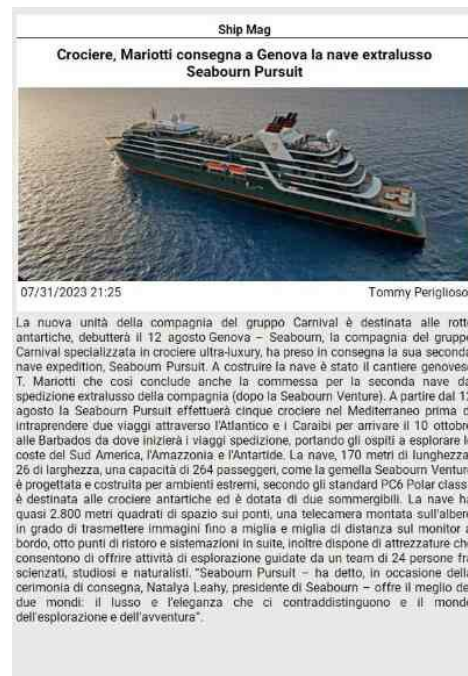 Ship Mag
Crociere, Mariotti consegna a Genova la nave extralusso
Seabourn Pursuit
07/31/2023 21:25 Tommy Periglioso
La nuova unità della compagnia del gruppo Carnival è destinata alle rotte
antartiche, debutterà il 12 agosto Genova – Seabourn, la compagnia del gruppo
Carnival specializzata in crociere ultra-luxury, ha preso in consegna la sua seconda
nave expedition, Seabourn Pursuit. A costruire la nave è stato il cantiere genovese
T. Mariotti che così conclude anche la commessa per la seconda nave da
spedizione extralusso della compagnia (dopo la Seabourn Venture). A partire dal 12
agosto la Seabourn Pursuit effettuerà cinque crociere nel Mediterraneo prima di
intraprendere due viaggi attraverso l'Atlantico e i Caraibi per arrivare il 10 ottobre
alle Barbados da dove inizierà i viaggi spedizione, portando gli ospiti a esplorare le
coste del Sud America, l'Amazzonia e l'Antartide. La nave, 170 metri di lunghezza,
26 di larghezza, una capacità di 264 passeggeri, come la gemella Seabourn Venture
è progettata e costruita per ambienti estremi, secondo gli standard PC6 Polar class,
è destinata alle crociere antartiche ed è dotata di due sommergibili. La nave ha
quasi 2.800 metri quadrati di spazio sui ponti, una telecamera montata sull'albero
in grado di trasmettere immagini fino a miglia e miglia di distanza sul monitor a
bordo, otto punti di ristoro e sistemazioni in suite, inoltre dispone di attrezzature che
consentono di offrire attività di esplorazione guidate da un team di 24 persone fra
scienzati, studiosi e naturalisti. "Seabourn Pursuit – ha detto, in occasione della
cerimonia di consegna, Natalya Leahy, presidente di Seabourn – offre il meglio dei
due mondi: il lusso e l'eleganza che ci contraddistinguono e il mondo
dell'esplorazione e dell'avventura".